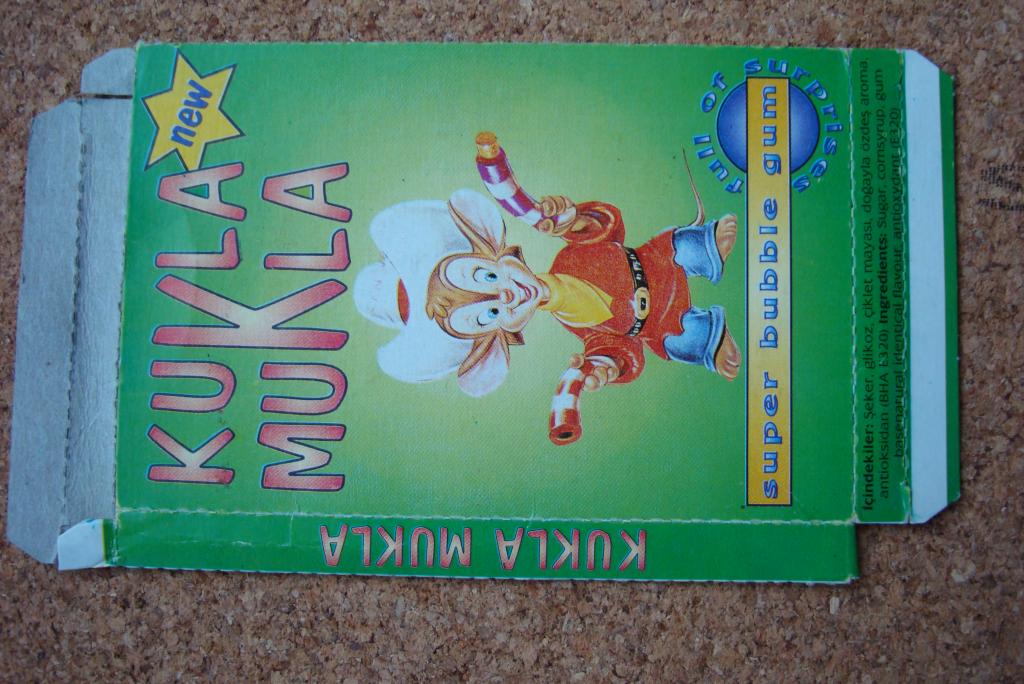 new
KUKLA
MUKLA
full of surprises
super bubble gum
KUKLA MUKLA
İçindekiler: Şeker, glikoz, çiklet mayası, doğayla özdeş aroma,
antioksidan (BHA E320) Ingredients: Sugar, cornsyrup, gum
base, natural identical flavour, antioxydant (E320)